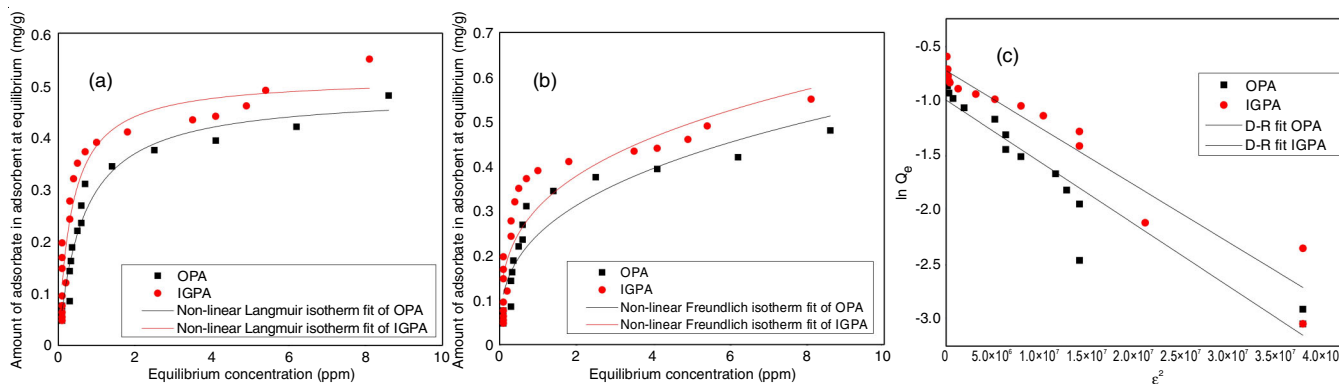 Amount of adsorbate in adsorbent at equilibrium (mg/g)
0.6
0.5
0.4
0.3
0.2
0.1
0
(a)
OPA
IGPA
Non-linear Langmuir isotherm fit of OPA
Non-linear Langmuir isotherm fit of IGPA
0 2 4 6 8 10
Equilibrium concentration (ppm)
Amount of adsorbate in adsorbent at equilibrium (mg/g)
0.7
0.6
0.5
0.4
0.3
0.2
0.1
0
(b)
OPA
IGPA
Non-linear Freundlich isotherm fit of OPA
Non-linear Freundlich isotherm fit of IGPA
0 2 4 6 8 10
Equilibrium concentration (ppm)
ln Qₑ
-0.5
-1.0
-1.5
-2.0
-2.5
-3.0
(c)
OPA
IGPA
D-R fit OPA
D-R fit IGPA
0 5.0×10⁶ 1.0×10⁷ 1.5×10⁷ 2.0×10⁷ 2.5×10⁷ 3.0×10⁷ 3.5×10⁷ 4.0×10⁷
ε²